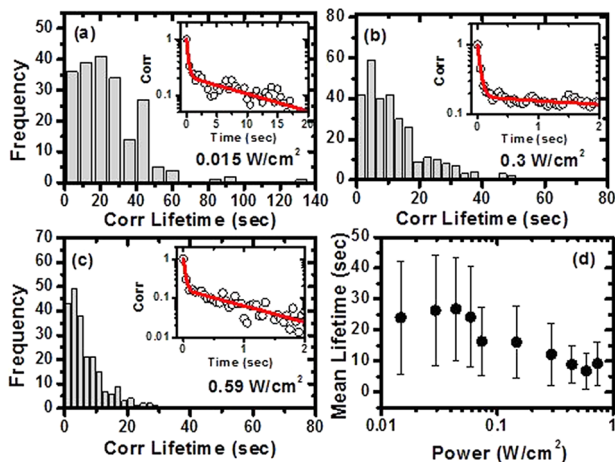 (a)
Frequency
50
40
30
20
10
0
0 20 40 60 80 100 120 140
Corr Lifetime (sec)
Corr
1
0.1
0 5 10 15 20
Time (sec)
0.015 W/cm²
(b)
80
60
40
20
0
0 20 40 60 80
Corr Lifetime (sec)
Corr
1
0.1
0 1 2
Time (sec)
0.3 W/cm²
(c)
Frequency
70
60
50
40
30
20
10
0
0 20 40 60 80
Corr Lifetime (sec)
Corr
1
0.1
0.01
0 1 2
Time (sec)
0.59 W/cm²
(d)
Mean Lifetime (sec)
50
40
30
20
10
0
0.01 0.1 1
Power (W/cm²)